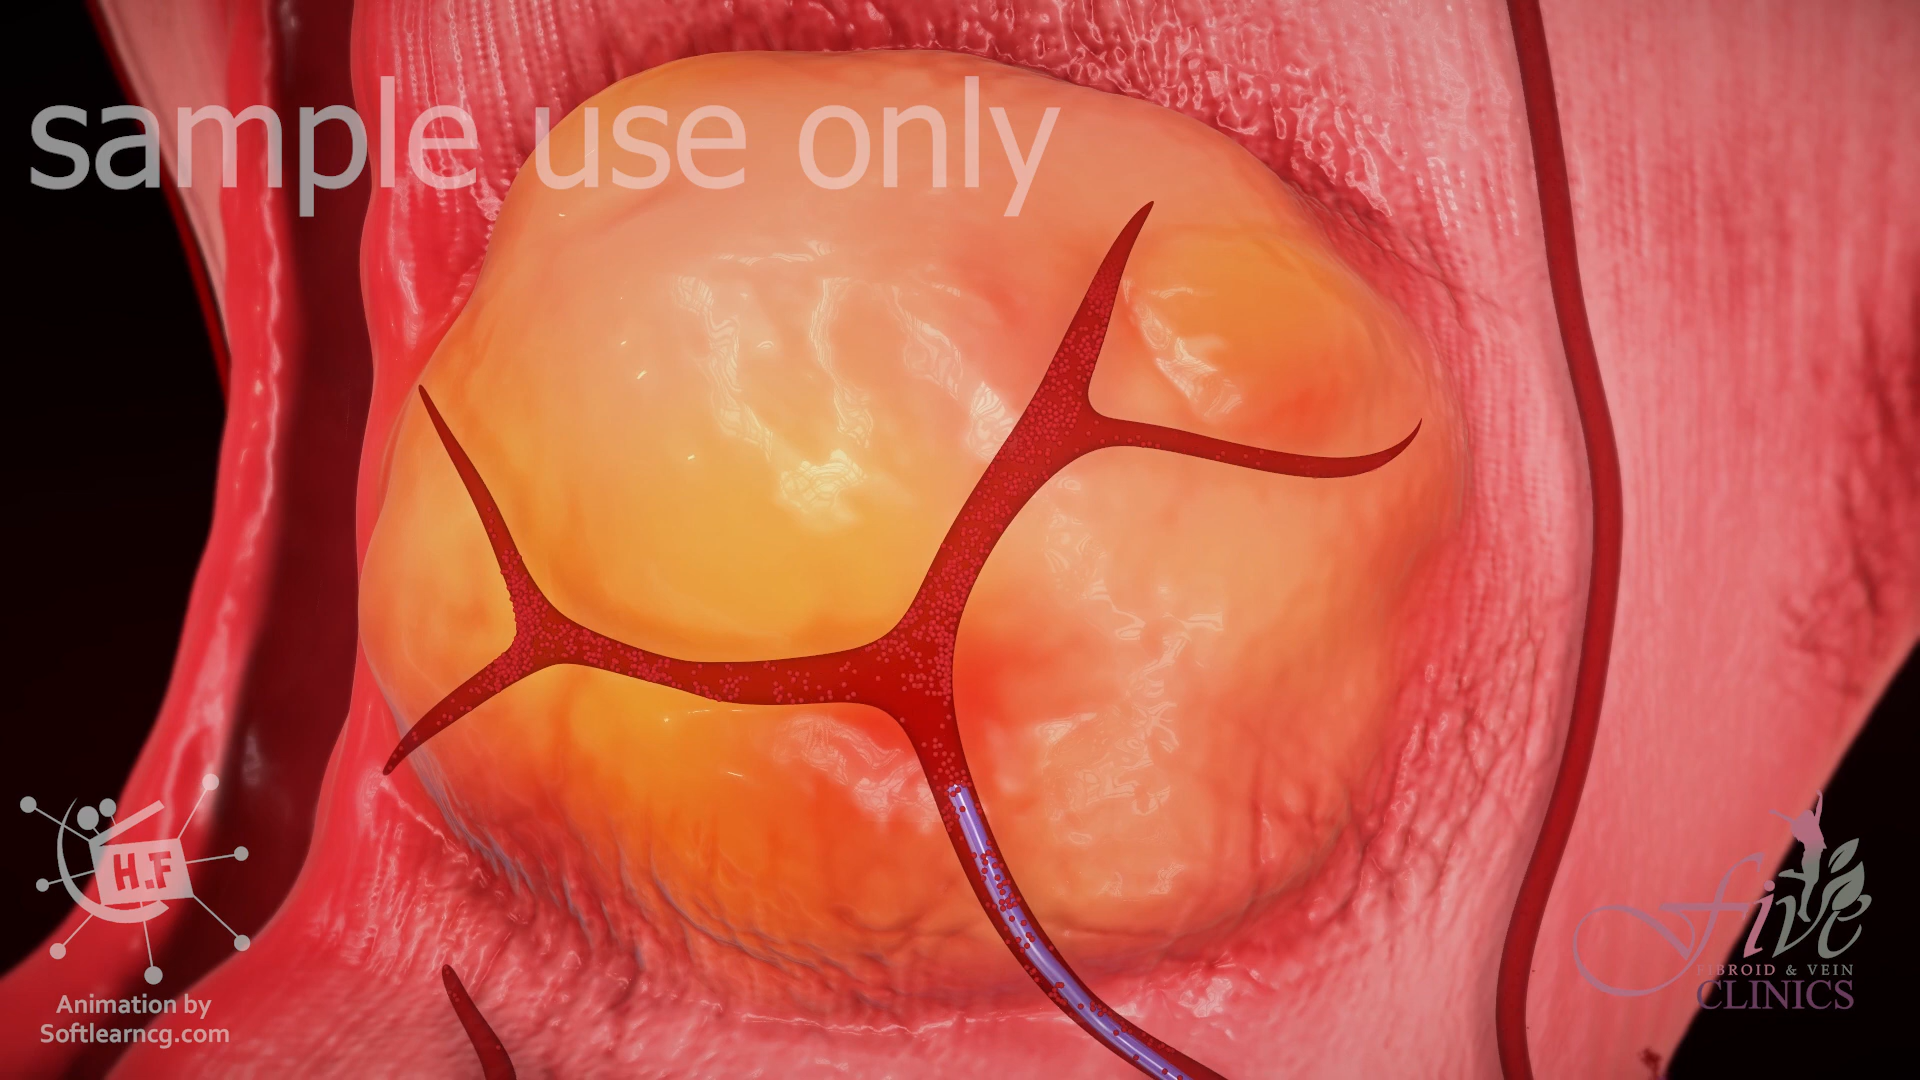 sample use only
H.F
Animation by
Softlearncg.com
Five
FIBROID & VEIN
CLINICS